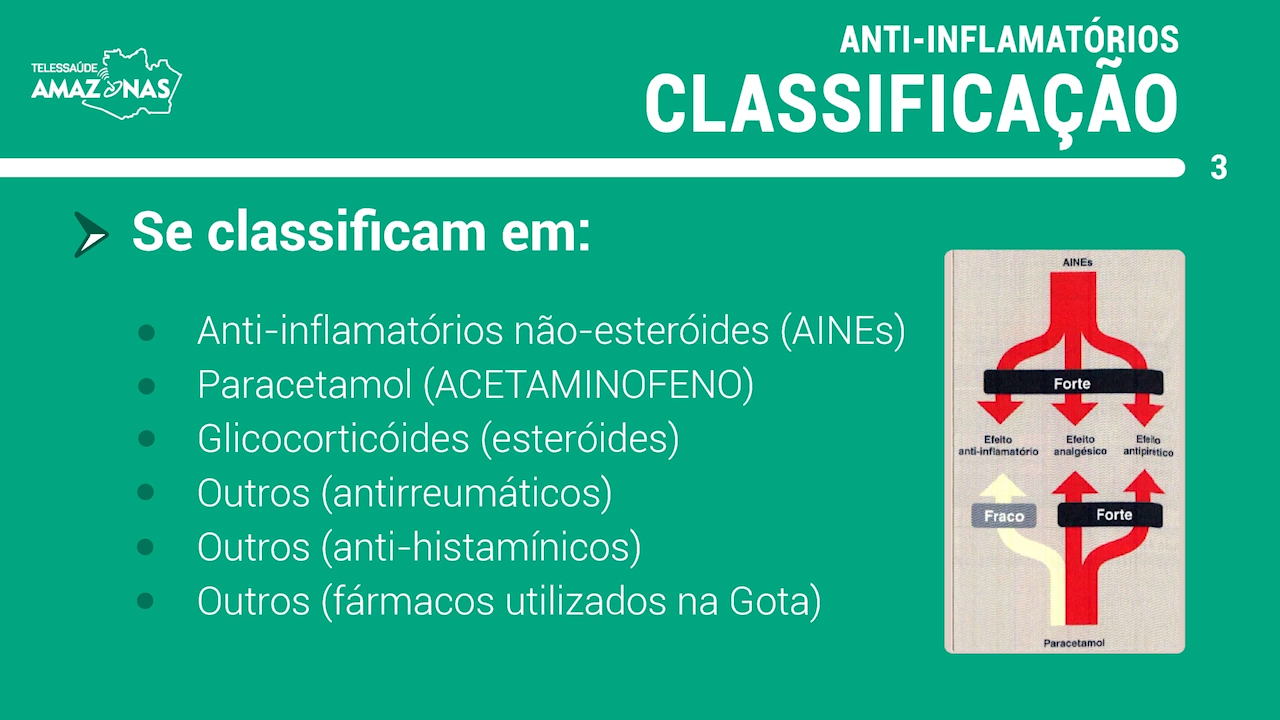 TELESSAÚDE
AMAZONAS
ANTI-INFLAMATÓRIOS
CLASSIFICAÇÃO
3
Se classificam em:
Anti-inflamatórios não-esteróides (AINEs)
Paracetamol (ACETAMINOFENO)
Glicocorticóides (esteróides)
Outros (antirreumáticos)
Outros (anti-histamínicos)
Outros (fármacos utilizados na Gota)
AINEs
Forte
Efeito
anti-inflamatório
Efeito
analgésico
Efeito
antipirético
Fraco
Forte
Paracetamol